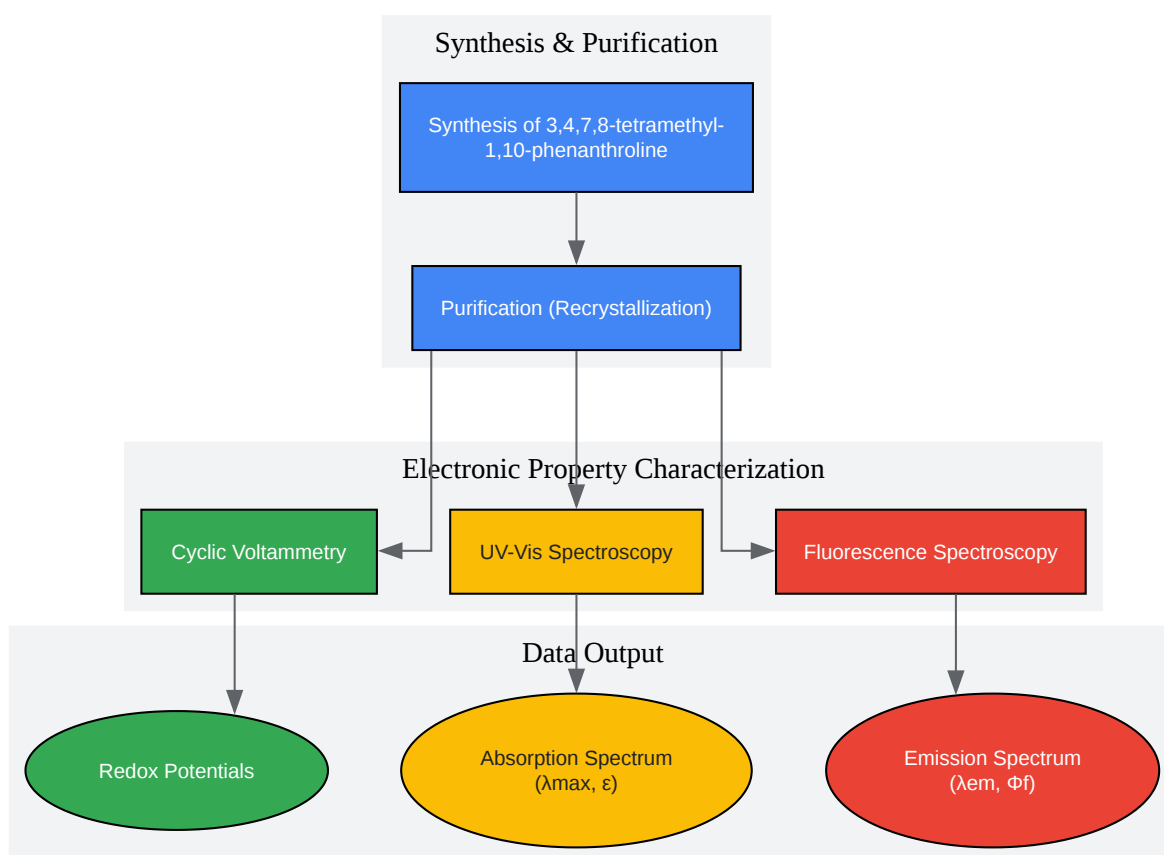 Synthesis & Purification
Synthesis of 3,4,7,8-tetramethyl-
1,10-phenanthroline
Purification (Recrystallization)
Electronic Property Characterization
Cyclic Voltammetry
UV-Vis Spectroscopy
Fluorescence Spectroscopy
Data Output
Redox Potentials
Absorption Spectrum
(λmax, ε)
Emission Spectrum
(λem, Φf)